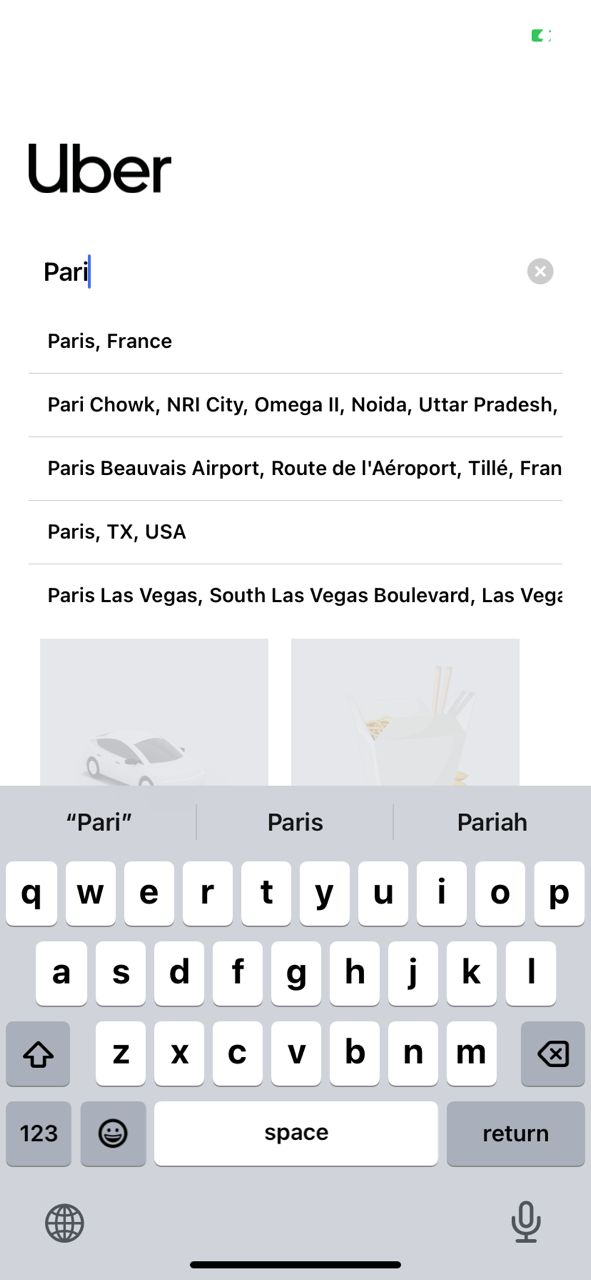 Uber
Pari
Paris, France
Pari Chowk, NRI City, Omega II, Noida, Uttar Pradesh,
Paris Beauvais Airport, Route de l'Aéroport, Tillé, Fran
Paris, TX, USA
Paris Las Vegas, South Las Vegas Boulevard, Las Vega
“Pari” Paris Pariah
q w e r t y u i o p
a s d f g h j k l
z x c v b n m
123 space return